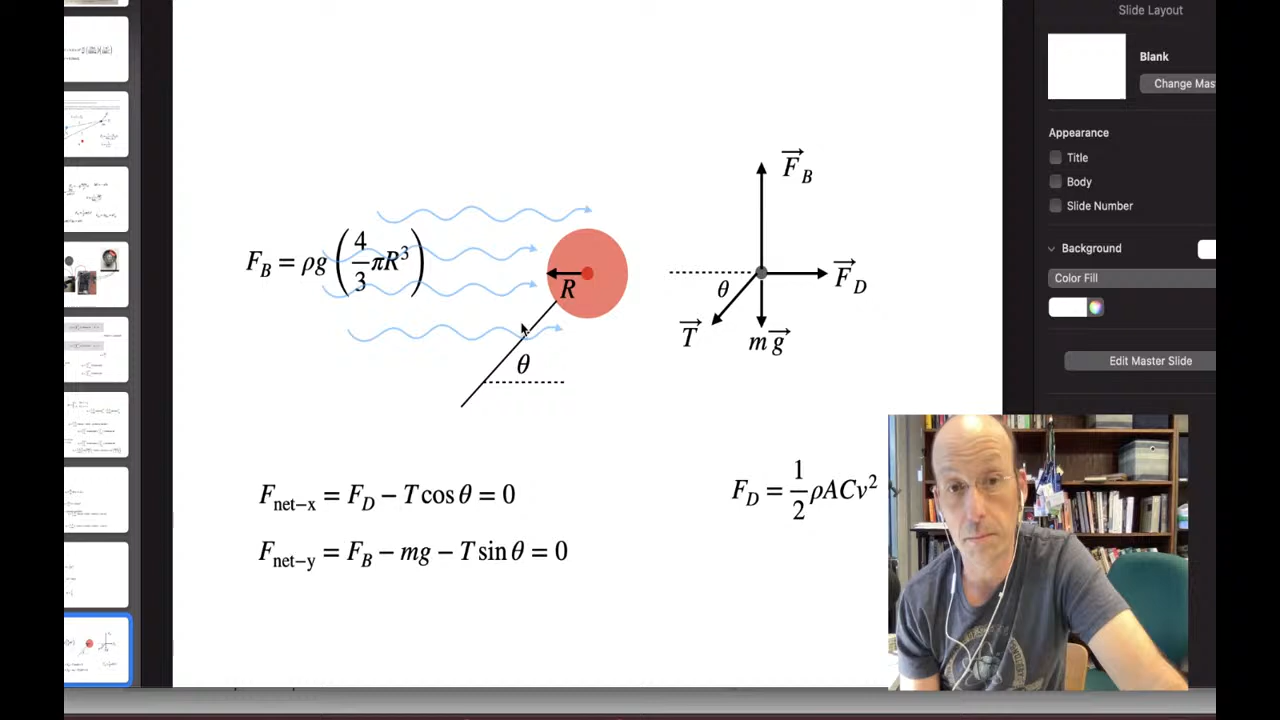 Slide Layout
Blank
Change Mas
Appearance
Title
Body
Slide Number
Background
Color Fill
Edit Master Slide
F_B = ρg(4/3 πR³)
R
θ
F_B
F_D
θ
T
mg
F_net−x = F_D − T cos θ = 0
F_net−y = F_B − mg − T sin θ = 0
F_D = 1/2 ρACv²